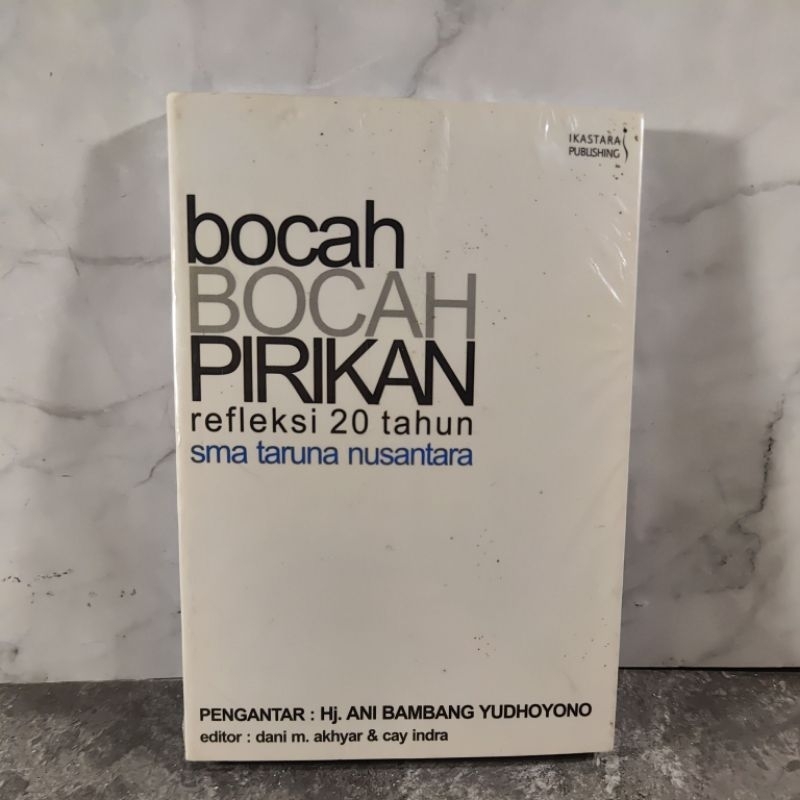 IKASTARA
PUBLISHING
bocah
BOCAH
PIRIKAN
refleksi 20 tahun
sma taruna nusantara
PENGANTAR : Hj. ANI BAMBANG YUDHOYONO
editor : dani m. akhyar & cay indra